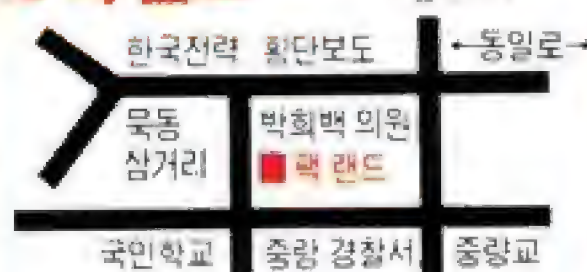 한국전력 횡단보도 ←동일로→
묵동 박희백 의원
삼거리 ■팩랜드
국민학교 중랑 경찰서 중랑교